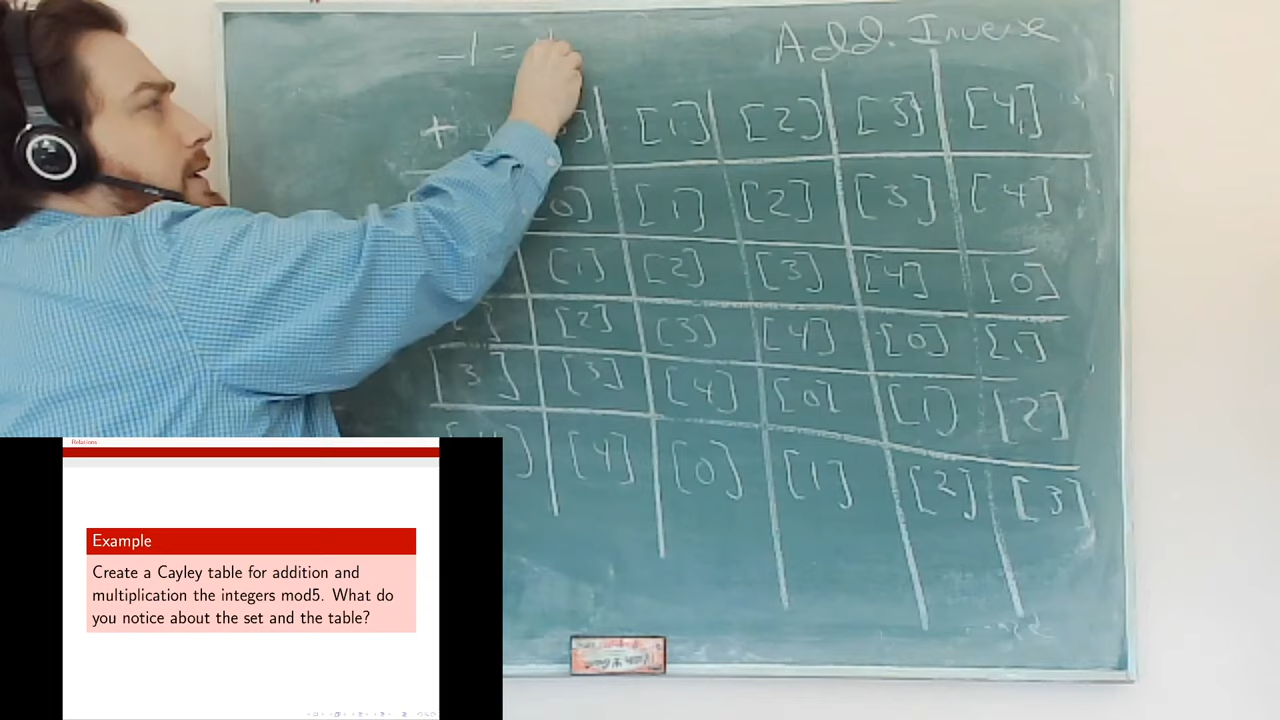 Add. Inverse
-1 =
+ [1] [2] [3] [4]
[1] [2] [3] [4]
[1] [2] [3] [4] [0]
[2] [3] [4] [0] [1]
3] [3] [4] [0] [1] [2]
[4] [0] [1] [2] [3]
Relations
Example
Create a Cayley table for addition and
multiplication the integers mod5. What do
you notice about the set and the table?